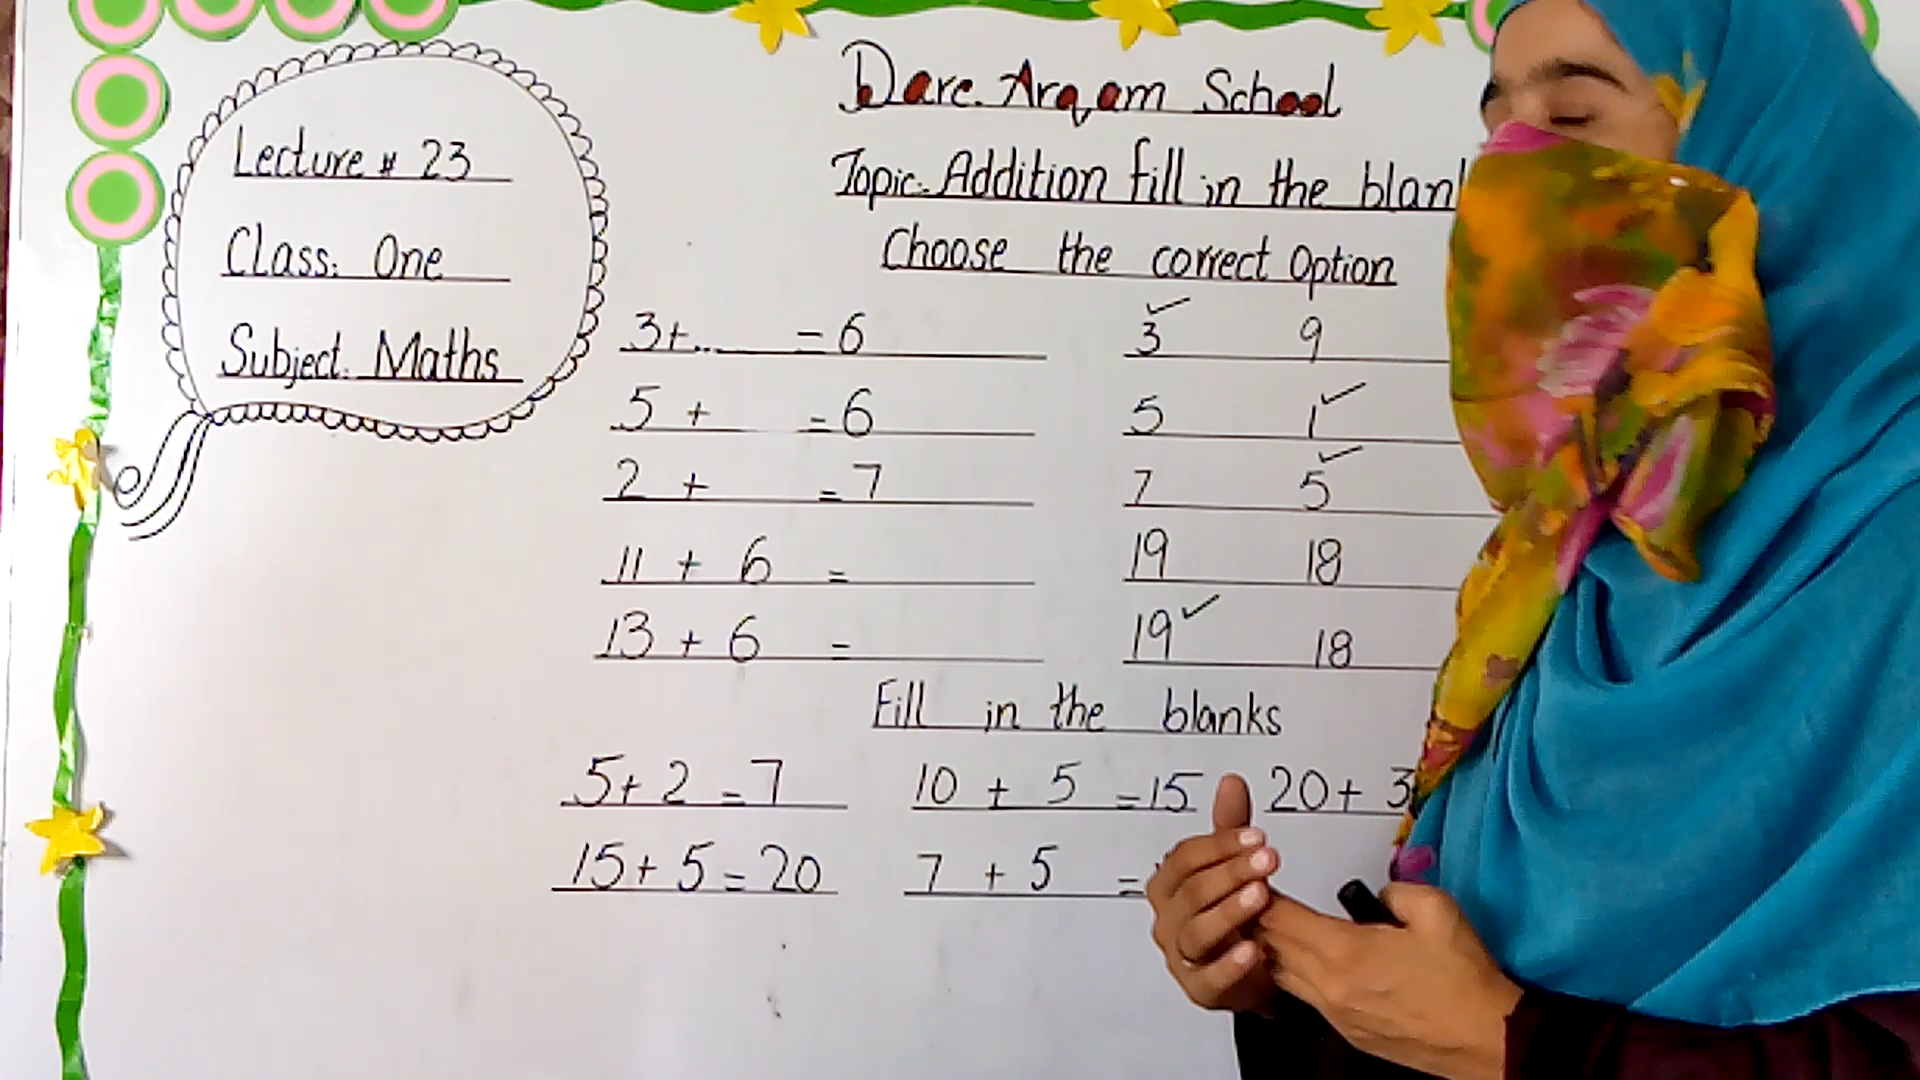 Dare. Arqam School
Lecture # 23
Class: One
Subject. Maths
Topic. Addition fill in the
Choose the correct Option
3+..___ = 6 3✓ 9
5 + = 6 5 1✓
2 + = 7 7 5✓
11 + 6 = 19 18
13 + 6 = 19✓ 18
Fill in the blanks
5+ 2 = 7 10 + 5 = 15 20+ 3
15+ 5 = 20 7 + 5 =